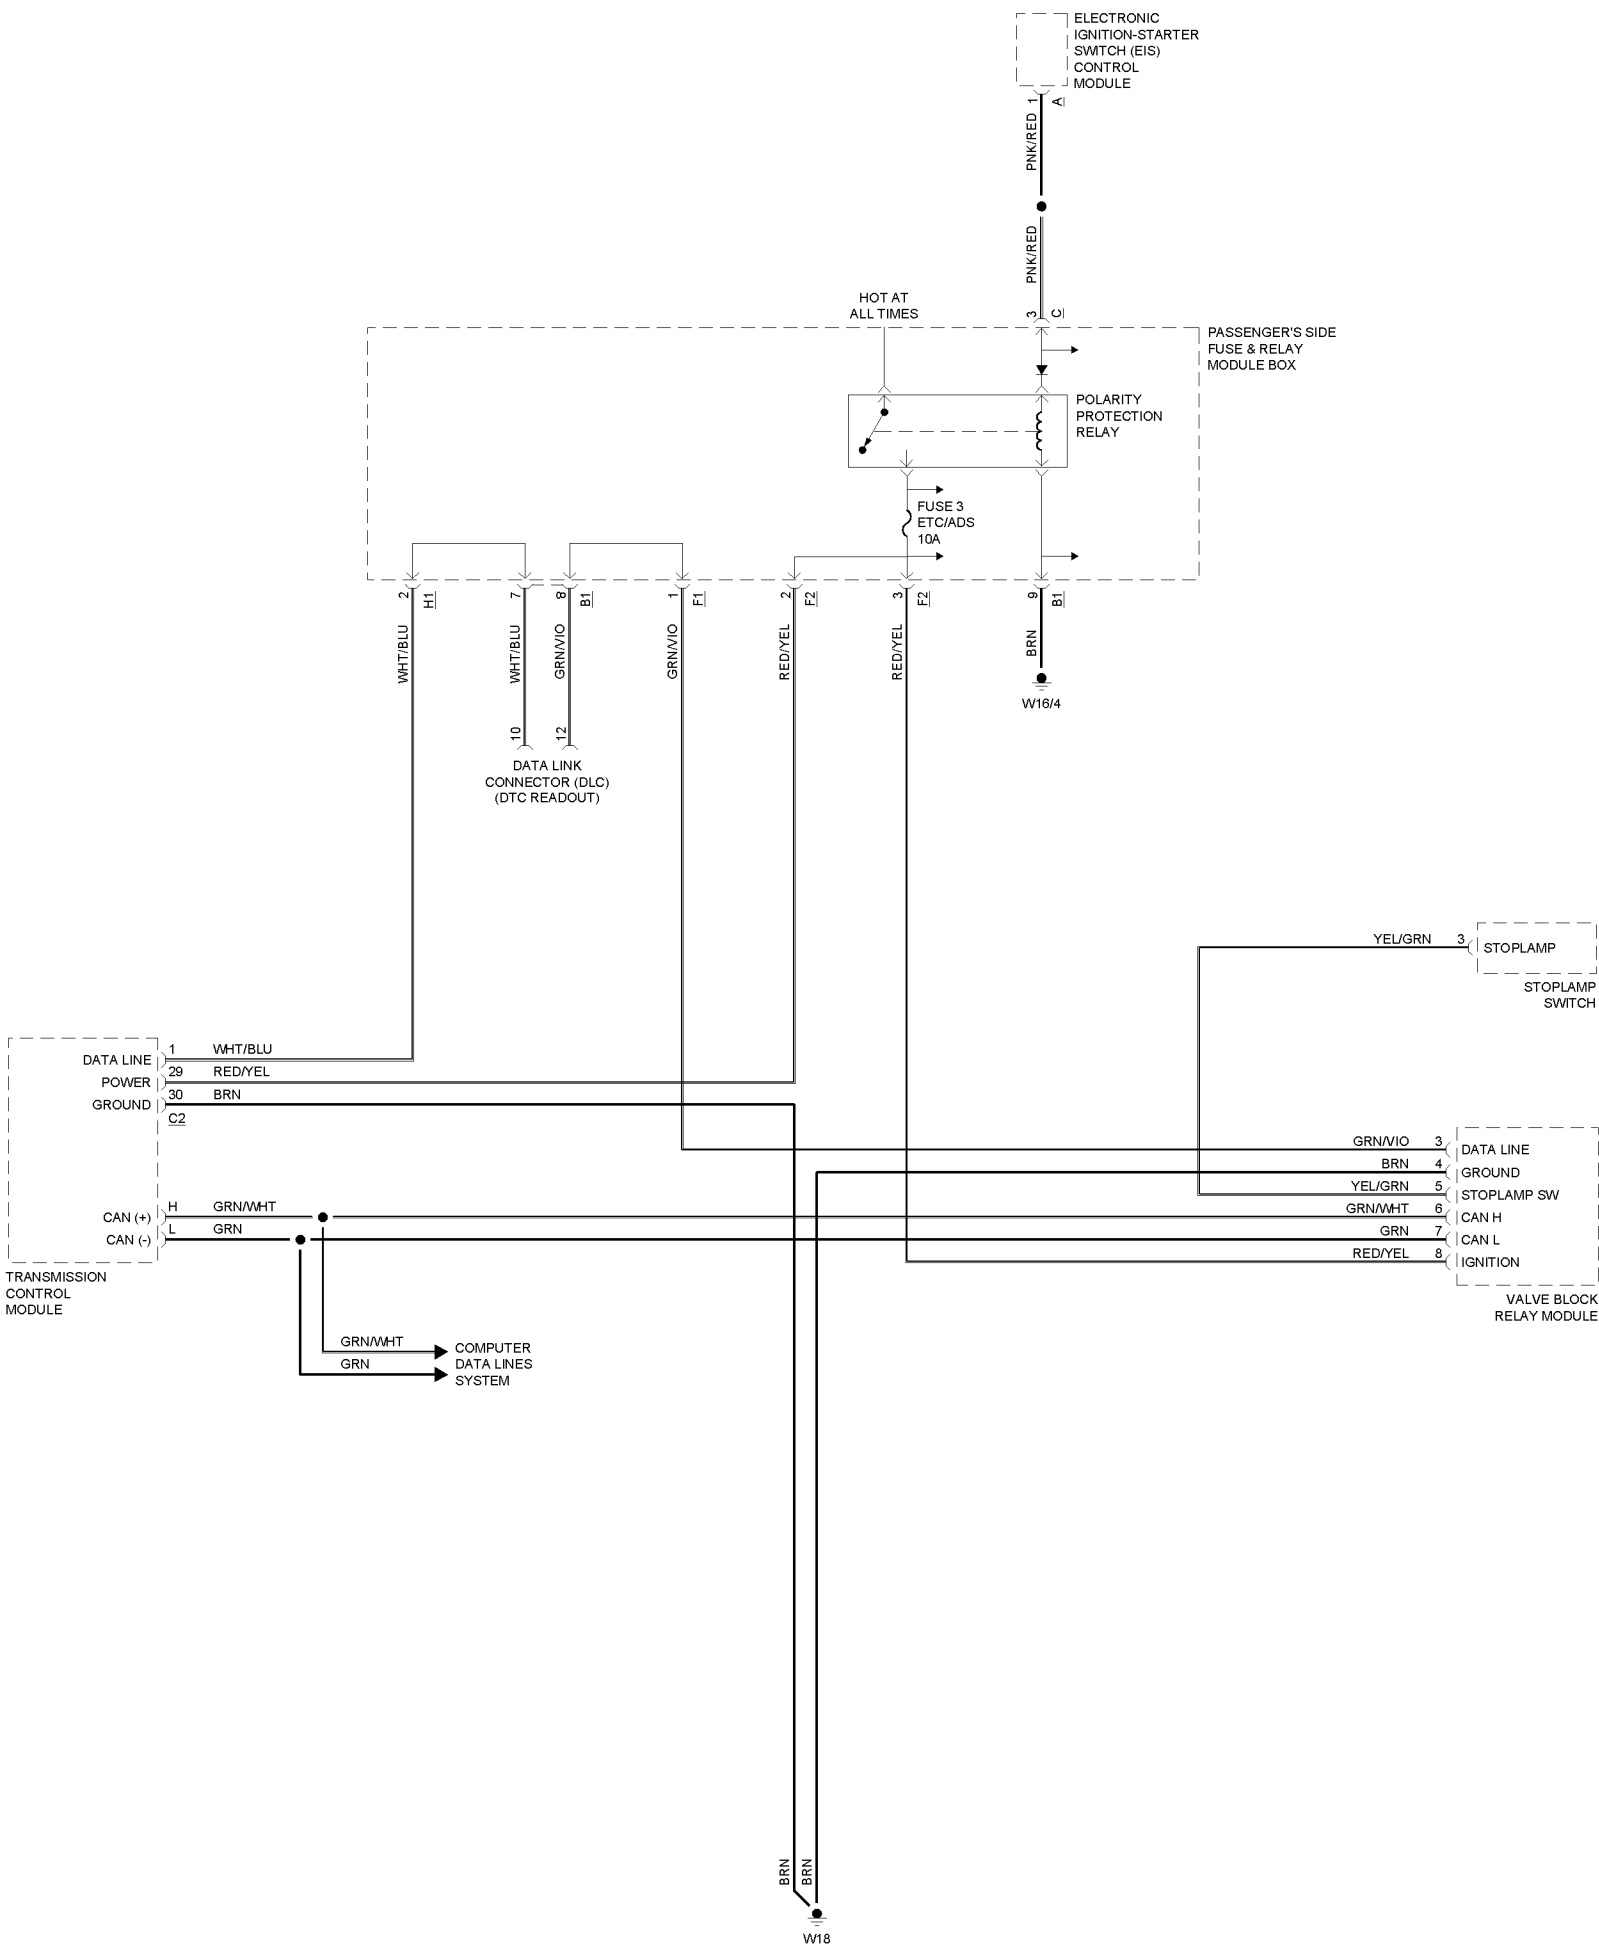 ELECTRONIC
IGNITION-STARTER
SWITCH (EIS)
CONTROL
MODULE
1
A
PNK/RED
PNK/RED
3
C
HOT AT
ALL TIMES
PASSENGER'S SIDE
FUSE & RELAY
MODULE BOX
POLARITY
PROTECTION
RELAY
FUSE 3
ETC/ADS
10A
2
H1
7
8
B1
1
F1
2
F2
3
F2
9
B1
WHT/BLU
WHT/BLU
GRN/VIO
GRN/VIO
RED/YEL
RED/YEL
BRN
W16/4
10
12
DATA LINK
CONNECTOR (DLC)
(DTC READOUT)
YEL/GRN
3
STOPLAMP
STOPLAMP
SWITCH
DATA LINE
1
WHT/BLU
POWER
29
RED/YEL
GROUND
30
BRN
C2
CAN (+)
H
GRN/WHT
CAN (-)
L
GRN
TRANSMISSION
CONTROL
MODULE
GRN/VIO
3
DATA LINE
BRN
4
GROUND
YEL/GRN
5
STOPLAMP SW
GRN/WHT
6
CAN H
GRN
7
CAN L
RED/YEL
8
IGNITION
VALVE BLOCK
RELAY MODULE
GRN/WHT
GRN
COMPUTER
DATA LINES
SYSTEM
BRN
BRN
W18